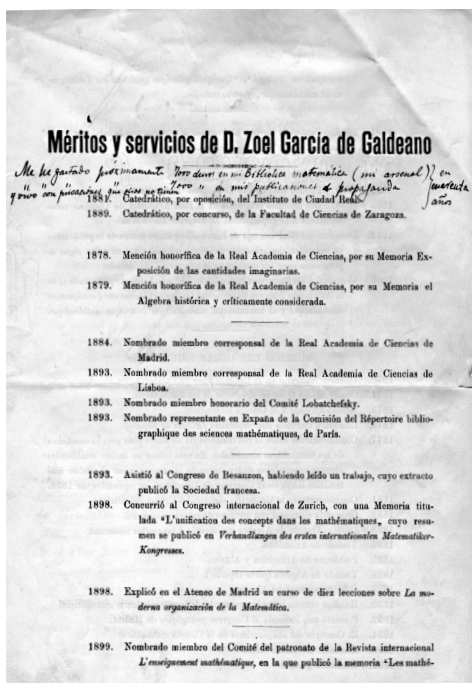 Méritos y servicios de D. Zoel García de Galdeano
Me he gastado próximamente 7000 duros en mi Biblioteca matemática (mi arsenal) en
y otros con 7000 " en mis publicaciones de propaganda cuarenta
años
1881. Catedrático, por oposición, del Instituto de Ciudad Real.
1889. Catedrático, por concurso, de la Facultad de Ciencias de Zaragoza.
1878. Mención honorífica de la Real Academia de Ciencias, por su Memoria Ex-
posición de las cantidades imaginarias.
1879. Mención honorífica de la Real Academia de Ciencias, por su Memoria el
Algebra histórica y críticamente considerada.
1884. Nombrado miembro corresponsal de la Real Academia de Ciencias de
Madrid.
1893. Nombrado miembro corresponsal de la Real Academia de Ciencias de
Lisboa.
1893. Nombrado miembro honorario del Comité Lobatchefsky.
1893. Nombrado representante en España de la Comisión del Répertoire biblio-
graphique des sciences mathématiques, de París.
1893. Asistió al Congreso de Besanzon, habiendo leído un trabajo, cuyo extracto
publicó la Sociedad francesa.
1898. Concurrió al Congreso internacional de Zurich, con una Memoria titu-
lada "L'unification des concepts dans les mathématiques„ cuyo resu-
men se publicó en Verhandlungen des ersten internationalen Matematiker-
Kongresses.
1898. Explicó en el Ateneo de Madrid un curso de diez lecciones sobre La mo-
derna organización de la Matemática.
1899. Nombrado miembro del Comité del patronato de la Revista internacional
L'enseignement mathématique, en la que publicó la memoria "Les mathé-